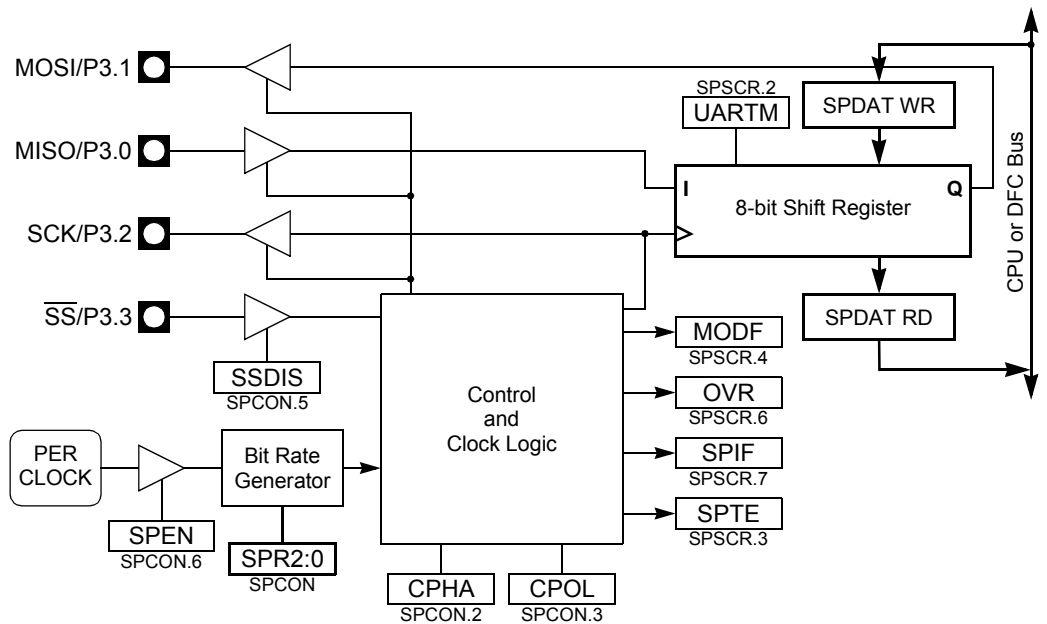 MOSI/P3.1
MISO/P3.0
SCK/P3.2
SS/P3.3
SPSCR.2
UARTM
SPDAT WR
I
8-bit Shift Register
Q
SPDAT RD
CPU or DFC Bus
SSDIS
SPCON.5
Control
and
Clock Logic
MODF
SPSCR.4
OVR
SPSCR.6
SPIF
SPSCR.7
SPTE
SPSCR.3
PER
CLOCK
Bit Rate
Generator
SPEN
SPCON.6
SPR2:0
SPCON
CPHA
SPCON.2
CPOL
SPCON.3